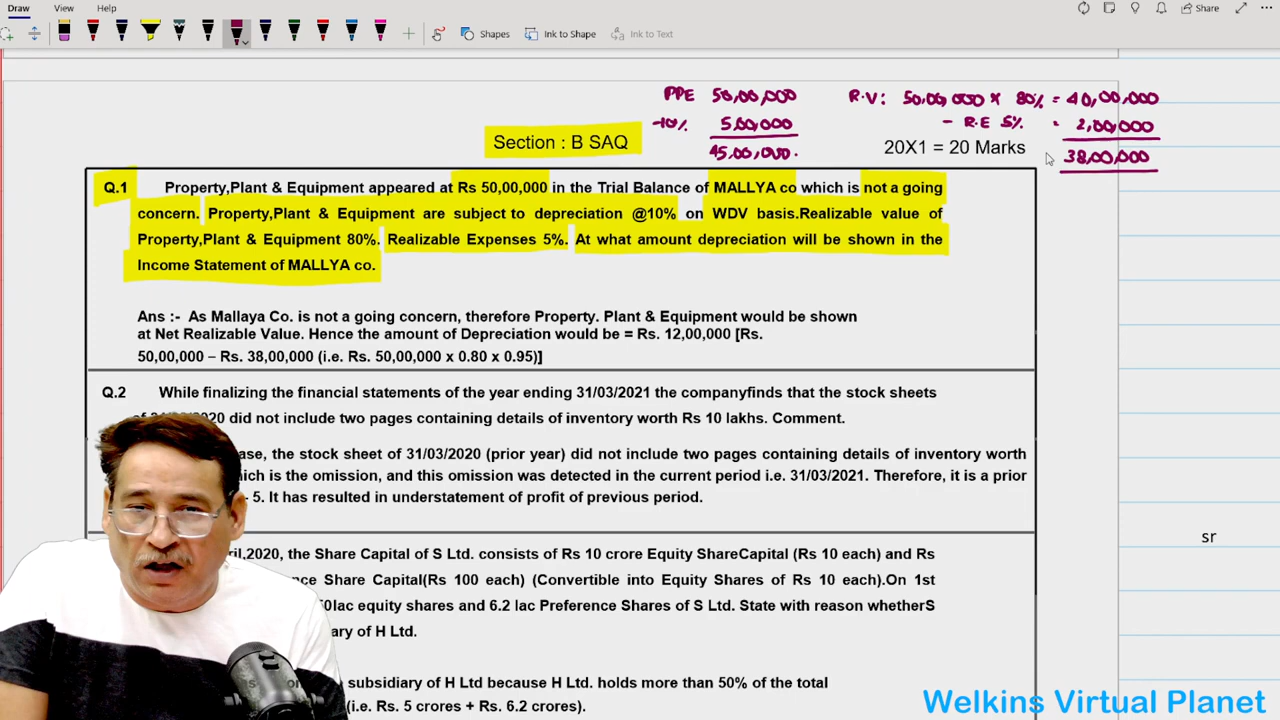 Draw View Help
Share
Shapes Ink to Shape Ink to Text
PPE 50,00,000
-10% 5,00,000
45,00,000.
R.V: 50,00,000 x 80% = 40,00,000
- R.E 5% = 2,00,000
38,00,000
Section : B SAQ
20X1 = 20 Marks
Q.1 Property,Plant & Equipment appeared at Rs 50,00,000 in the Trial Balance of MALLYA co which is not a going
concern. Property,Plant & Equipment are subject to depreciation @10% on WDV basis.Realizable value of
Property,Plant & Equipment 80%. Realizable Expenses 5%. At what amount depreciation will be shown in the
Income Statement of MALLYA co.
Ans :- As Mallaya Co. is not a going concern, therefore Property. Plant & Equipment would be shown
at Net Realizable Value. Hence the amount of Depreciation would be = Rs. 12,00,000 [Rs.
50,00,000 – Rs. 38,00,000 (i.e. Rs. 50,00,000 x 0.80 x 0.95)]
Q.2 While finalizing the financial statements of the year ending 31/03/2021 the companyfinds that the stock sheets
did not include two pages containing details of inventory worth Rs 10 lakhs. Comment.
the stock sheet of 31/03/2020 (prior year) did not include two pages containing details of inventory worth
is the omission, and this omission was detected in the current period i.e. 31/03/2021. Therefore, it is a prior
- 5. It has resulted in understatement of profit of previous period.
the Share Capital of S Ltd. consists of Rs 10 crore Equity ShareCapital (Rs 10 each) and Rs
Share Capital(Rs 100 each) (Convertible into Equity Shares of Rs 10 each).On 1st
equity shares and 6.2 lac Preference Shares of S Ltd. State with reason whetherS
of H Ltd.
sr
subsidiary of H Ltd because H Ltd. holds more than 50% of the total
(i.e. Rs. 5 crores + Rs. 6.2 crores).
Welkins Virtual Planet